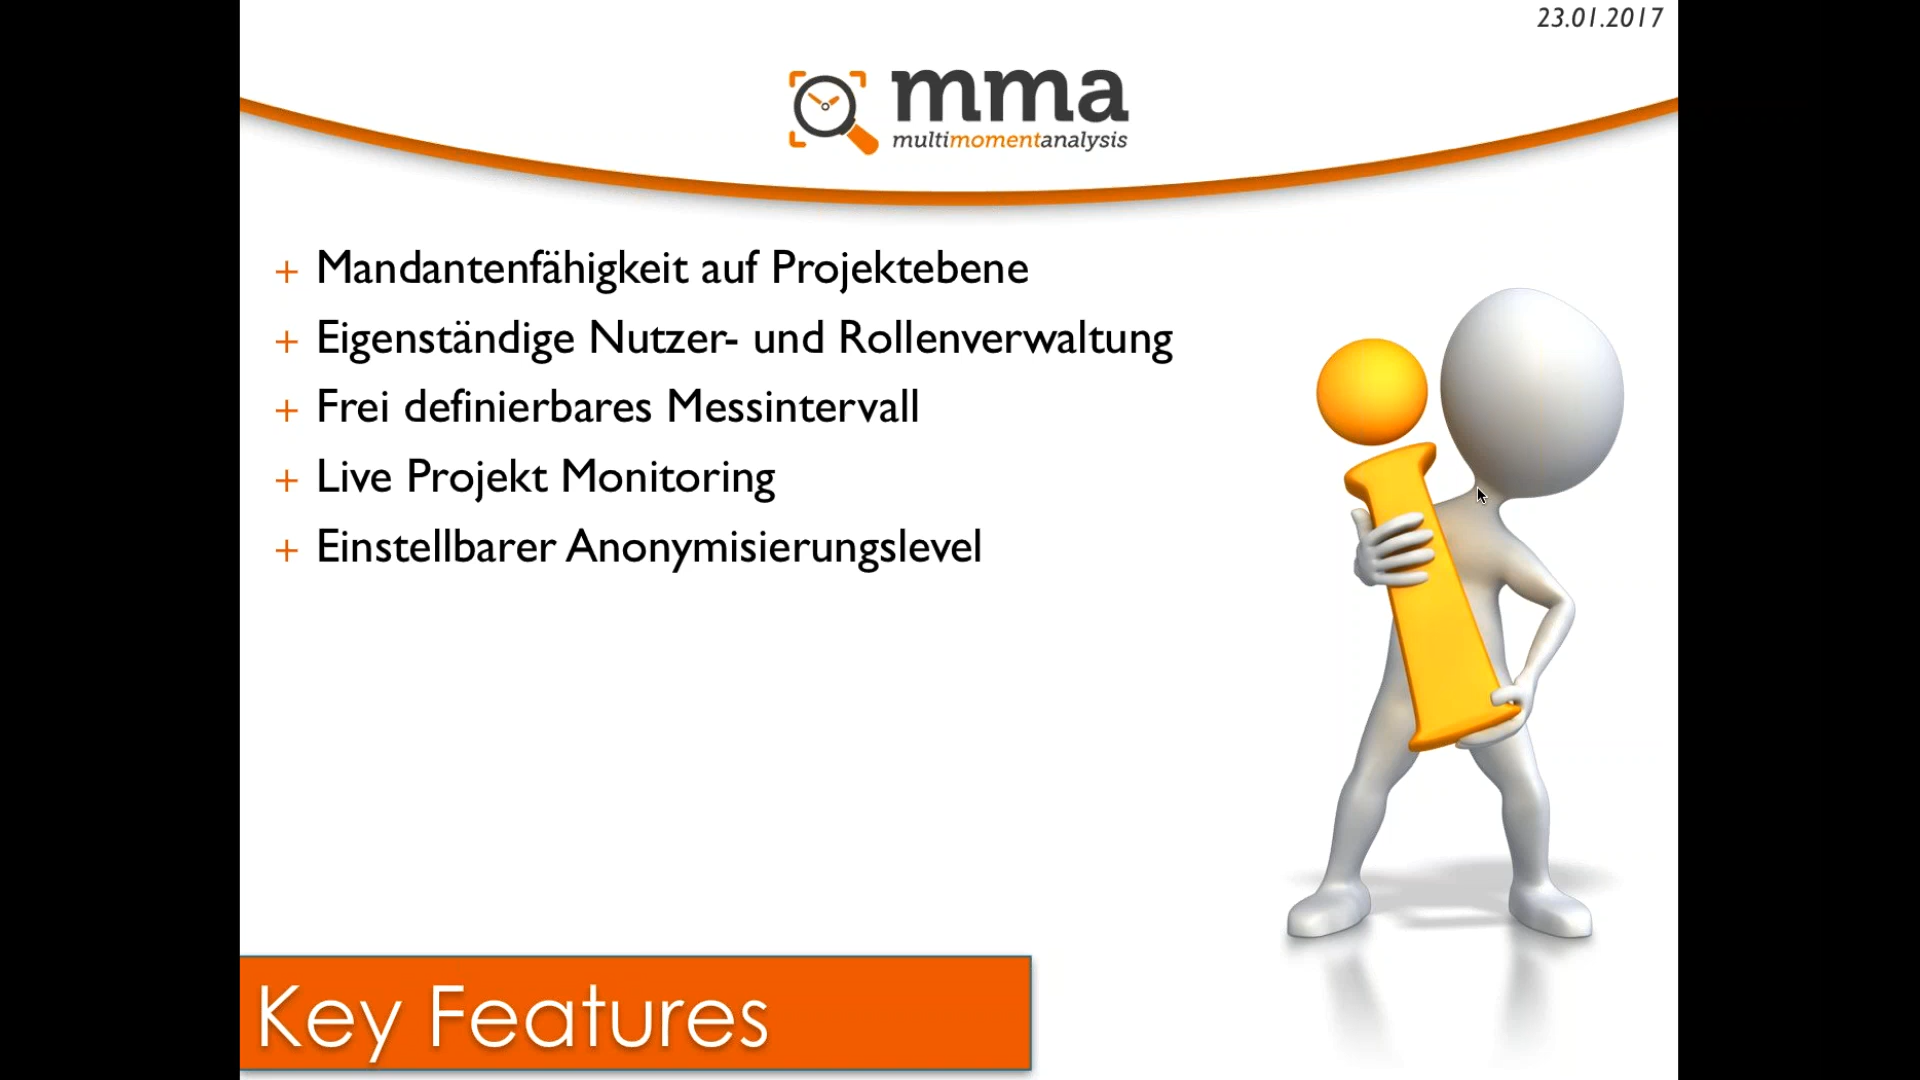 23.01.2017
mma
multimomentanalysis
+ Mandantenfähigkeit auf Projektebene
+ Eigenständige Nutzer- und Rollenverwaltung
+ Frei definierbares Messintervall
+ Live Projekt Monitoring
+ Einstellbarer Anonymisierungslevel
Key Features